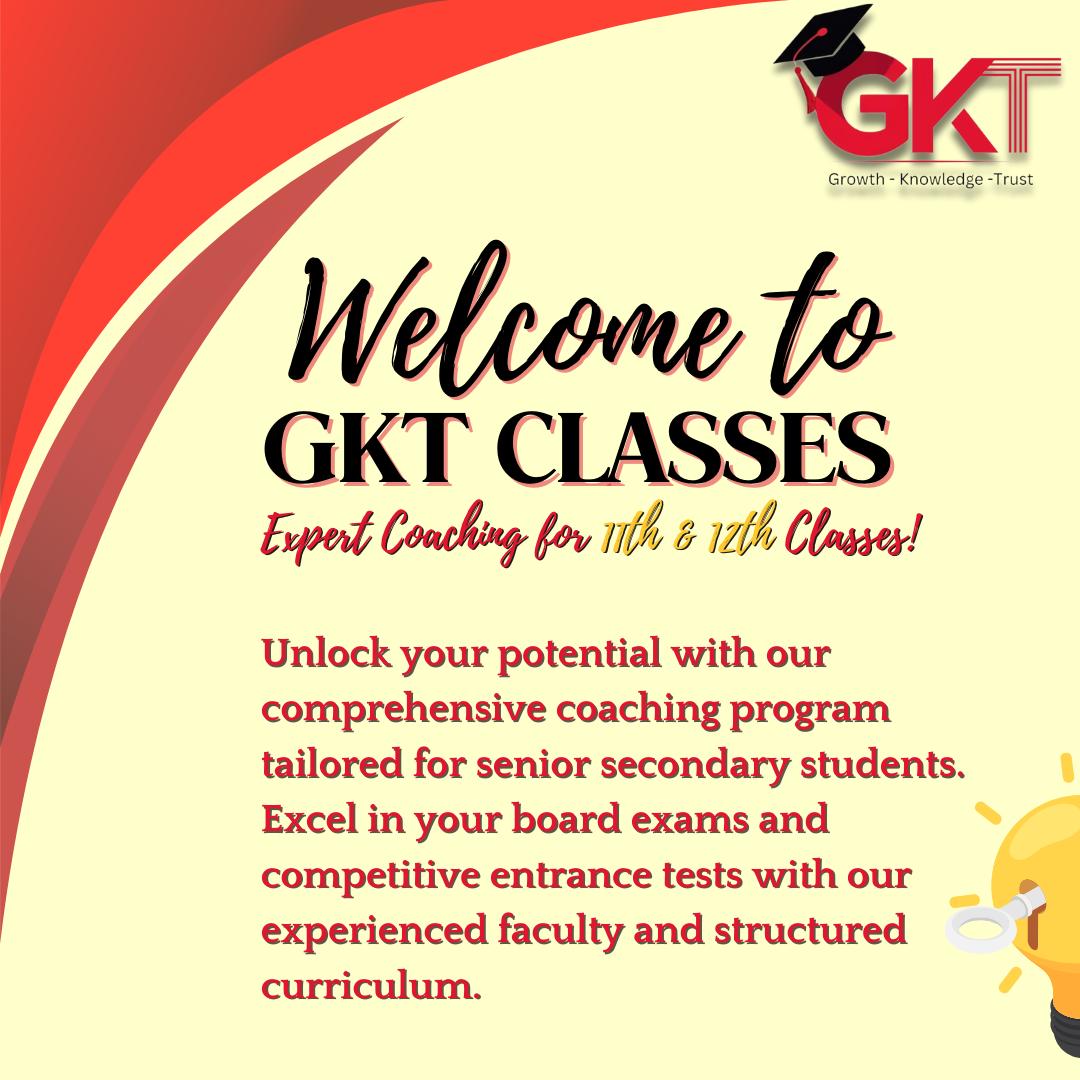 GKT
Growth - Knowledge -Trust
Welcome to
GKT CLASSES
Expert Coaching for 11th & 12th Classes!
Unlock your potential with our
comprehensive coaching program
tailored for senior secondary students.
Excel in your board exams and
competitive entrance tests with our
experienced faculty and structured
curriculum.